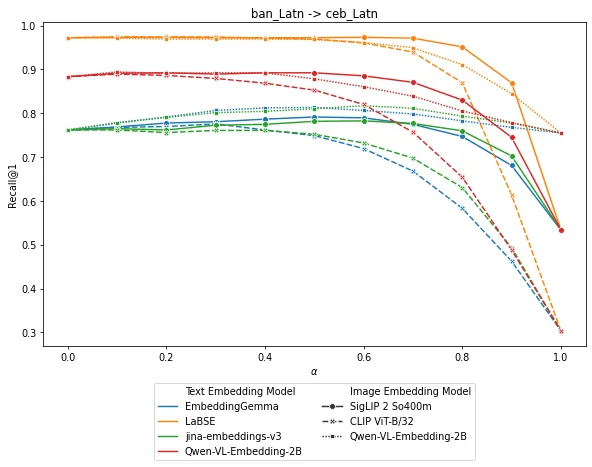 ban_Latn -> ceb_Latn
Recall@1
1.0
0.9
0.8
0.7
0.6
0.5
0.4
0.3
0.0 0.2 0.4 0.6 0.8 1.0
α
Text Embedding Model
EmbeddingGemma
LaBSE
jina-embeddings-v3
Qwen-VL-Embedding-2B
Image Embedding Model
SigLIP 2 So400m
CLIP ViT-B/32
Qwen-VL-Embedding-2B